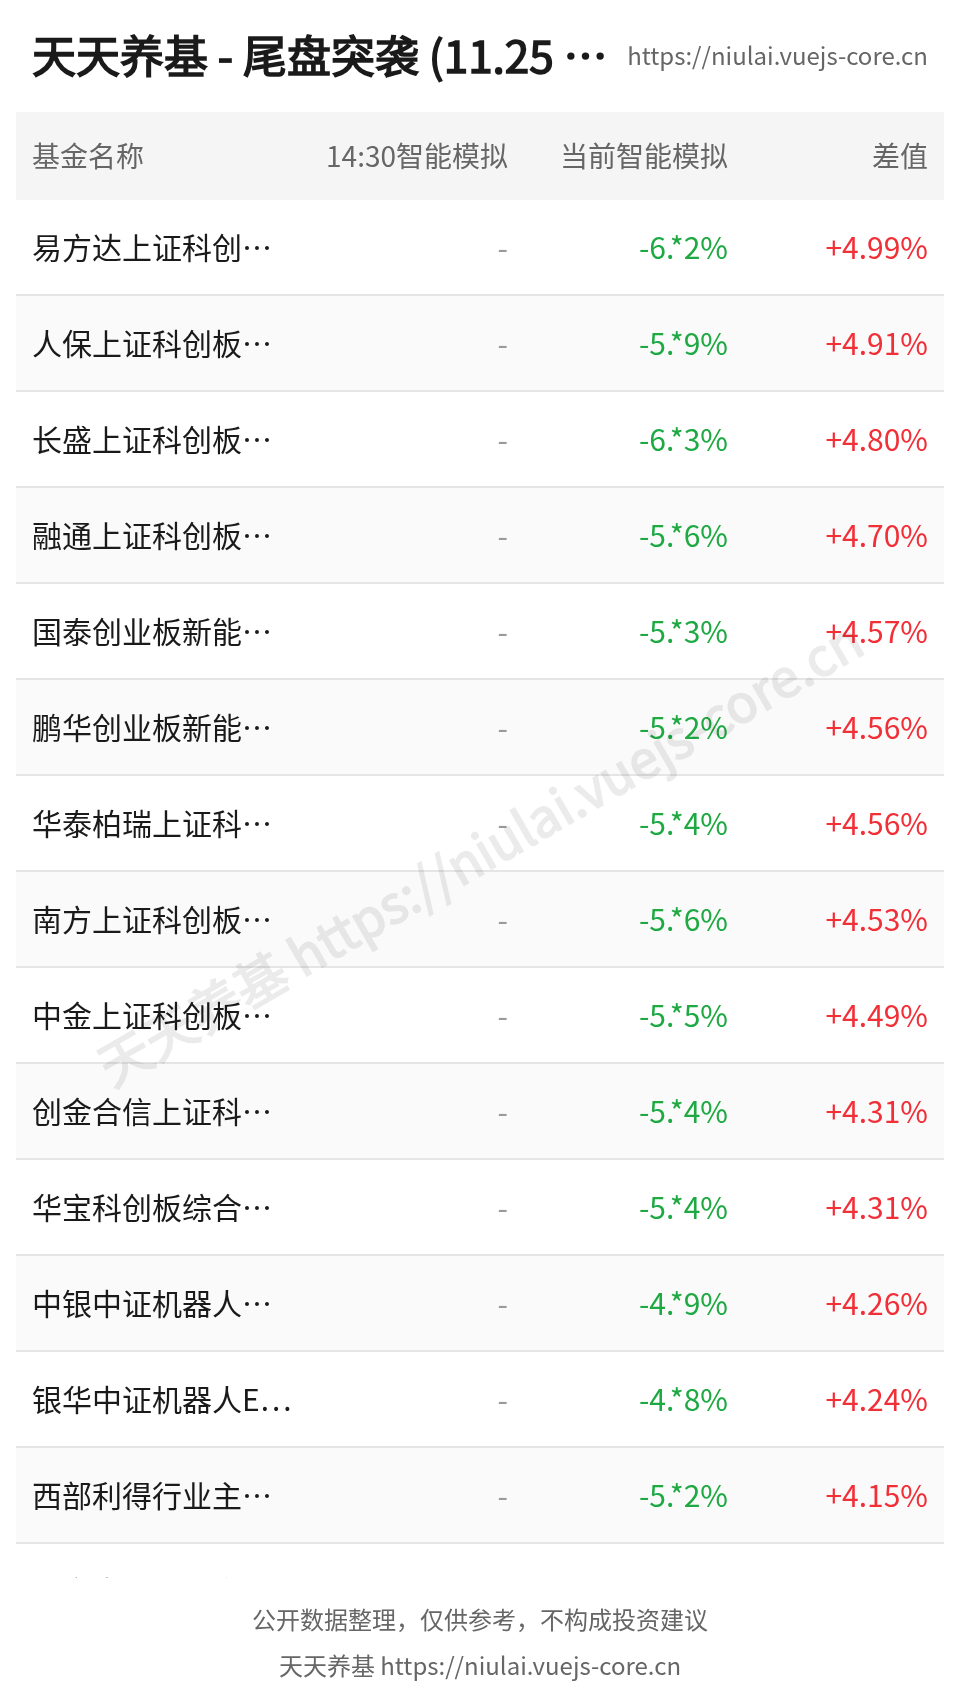 天天养基 - 尾盘突袭 (11.25 … https://niulai.vuejs-core.cn
基金名称 14:30智能模拟 当前智能模拟 差值
易方达上证科创… - -6.*2% +4.99%
人保上证科创板… - -5.*9% +4.91%
长盛上证科创板… - -6.*3% +4.80%
融通上证科创板… - -5.*6% +4.70%
国泰创业板新能… - -5.*3% +4.57%
鹏华创业板新能… - -5.*2% +4.56%
华泰柏瑞上证科… - -5.*4% +4.56%
南方上证科创板… - -5.*6% +4.53%
中金上证科创板… - -5.*5% +4.49%
创金合信上证科… - -5.*4% +4.31%
华宝科创板综合… - -5.*4% +4.31%
中银中证机器人… - -4.*9% +4.26%
银华中证机器人E… - -4.*8% +4.24%
西部利得行业主… - -5.*2% +4.15%
天天养基 https://niulai.vuejs-core.cn
公开数据整理，仅供参考，不构成投资建议
天天养基 https://niulai.vuejs-core.cn